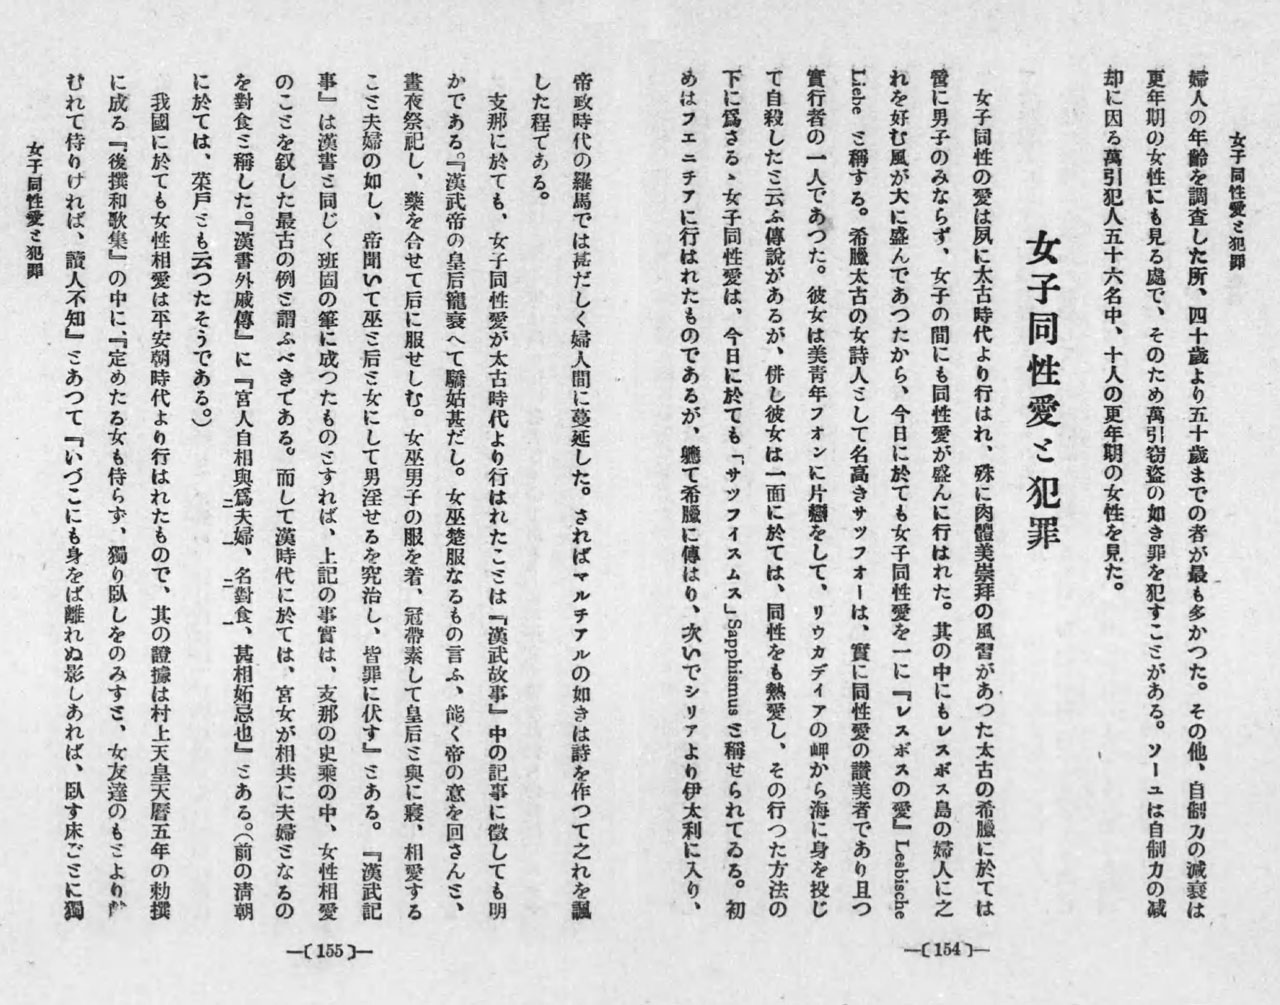 女子同性愛と犯罪
婦人の年齡を調査した所、四十歲より五十歲までの者が最も多かつた。その他、自制力の減衰は
更年期の女性にも見る處で、そのため萬引窃盜の如き罪を犯すことがある。ソーユは自制力の減
却に因る萬引犯人五十六名中、十人の更年期の女性を見た。
女子同性愛と犯罪
女子同性の愛は夙に太古時代より行はれ、殊に肉體美崇拜の風習があつた太古の希臘に於ては
啻に男子のみならず、女子の間にも同性愛が盛んに行はれた。其の中にもレスボス島の婦人に之
れを好む風が大に盛んであつたから、今日に於ても女子同性愛を一に『レスボスの愛』Lesbische
Liebe と稱する。希臘太古の女詩人として名高きサッフオーは、實に同性愛の讃美者であり且つ
實行者の一人であつた。彼女は美青年フオンに片戀をして、リウカディアの岬から海に身を投じ
て自殺したと云ふ傳說があるが、併し彼女は一面に於ては、同性をも熱愛し、その行つた方法の
下に爲さるゝ女子同性愛は、今日に於ても「サツフイスムス」Sapphismus と稱せられてゐる。初
めはフエニチアに行はれたものであるが、軈て希臘に傳はり、次いでシリアより伊太利に入り、
―〔154〕―
帝政時代の羅馬では甚だしく婦人間に蔓延した。さればマルチアルの如きは詩を作つて之れを諷
した程である。
支那に於ても、女子同性愛が太古時代より行はれたことは『漢武故事』中の記事に徵しても明
かである。『漢武帝の皇后寵衰へて驕妬甚だし。女巫楚服なるもの言ふ、能く帝の意を回さんと、
晝夜祭祀し、藥を合せて后に服せしむ。女巫男子の服を着、冠帶素して皇后と與に寢、相愛する
こと夫婦の如し、帝聞いて巫と后と女にして男淫せるを究治し、皆罪に伏す』とある。『漢武記
事』は漢書と同じく班固の筆に成つたものとすれば、上記の事實は、支那の史乘の中、女性相愛
のことを叙した最古の例と謂ふべきである。而して漢時代に於ては、宮女が相共に夫婦となるの
を對食と稱した。『漢書外戚傳』に『宮人自相與爲二夫婦一、名二對食一、甚相妬忌也』とある。（前の清朝
に於ては、菜戶とも云つたそうである。）
我國に於ても女性相愛は平安朝時代より行はれたもので、其の證據は村上天皇天曆五年の勅撰
に成る『後撰和歌集』の中に、『定めたる女も侍らず、獨り臥しをのみすと、女友達のもとより
むれて侍りければ、讀人不知』とあつて『いづこにも身をば離れぬ影しあれば、臥す床ごとに獨
女子同性愛と犯罪
―〔155〕―